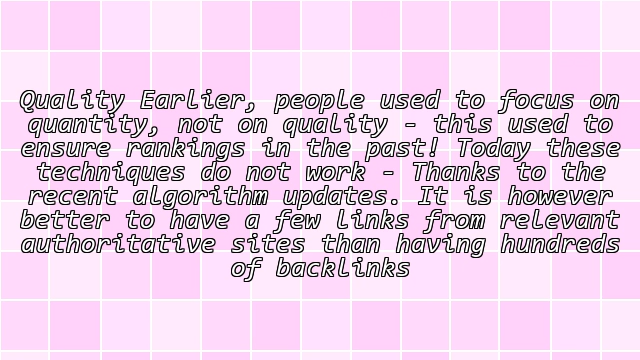 Quality Earlier, people used to focus on
quantity, not on quality - this used to
ensure rankings in the past! Today these
techniques do not work - Thanks to the
recent algorithm updates. It is however
better to have a few links from relevant
authoritative sites than having hundreds
of backlinks